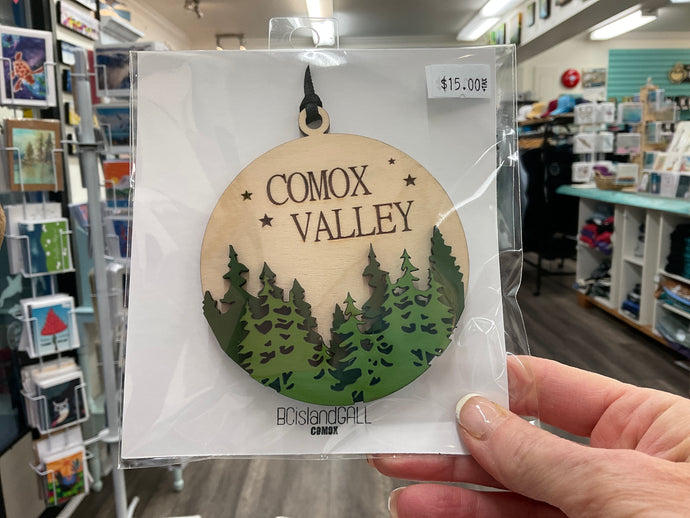 $15.00
COMOX
VALLEY
BCislandGALL
COMOX